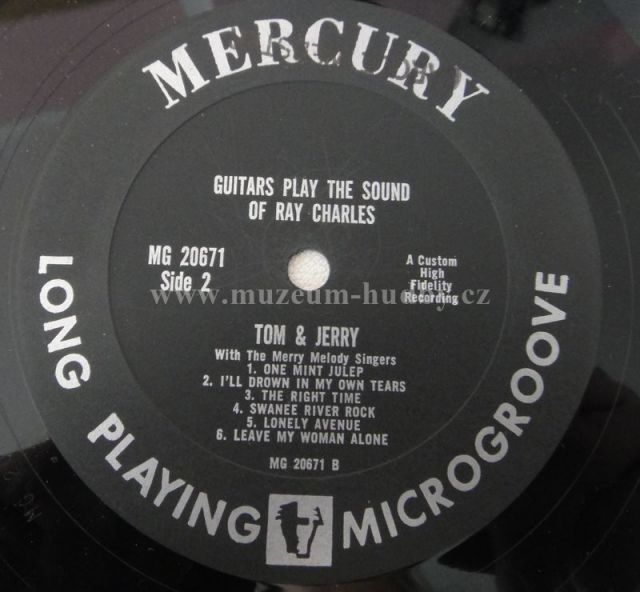 MERCURY
GUITARS PLAY THE SOUND
OF RAY CHARLES
MG 20671
Side 2
A Custom
High
Fidelity
Recording
www.muzeum-hudby.cz
TOM & JERRY
With The Merry Melody Singers
1. ONE MINT JULEP
2. I'LL DROWN IN MY OWN TEARS
3. THE RIGHT TIME
4. SWANEE RIVER ROCK
5. LONELY AVENUE
6. LEAVE MY WOMAN ALONE
MG 20671 B
LONG PLAYING MICROGROOVE